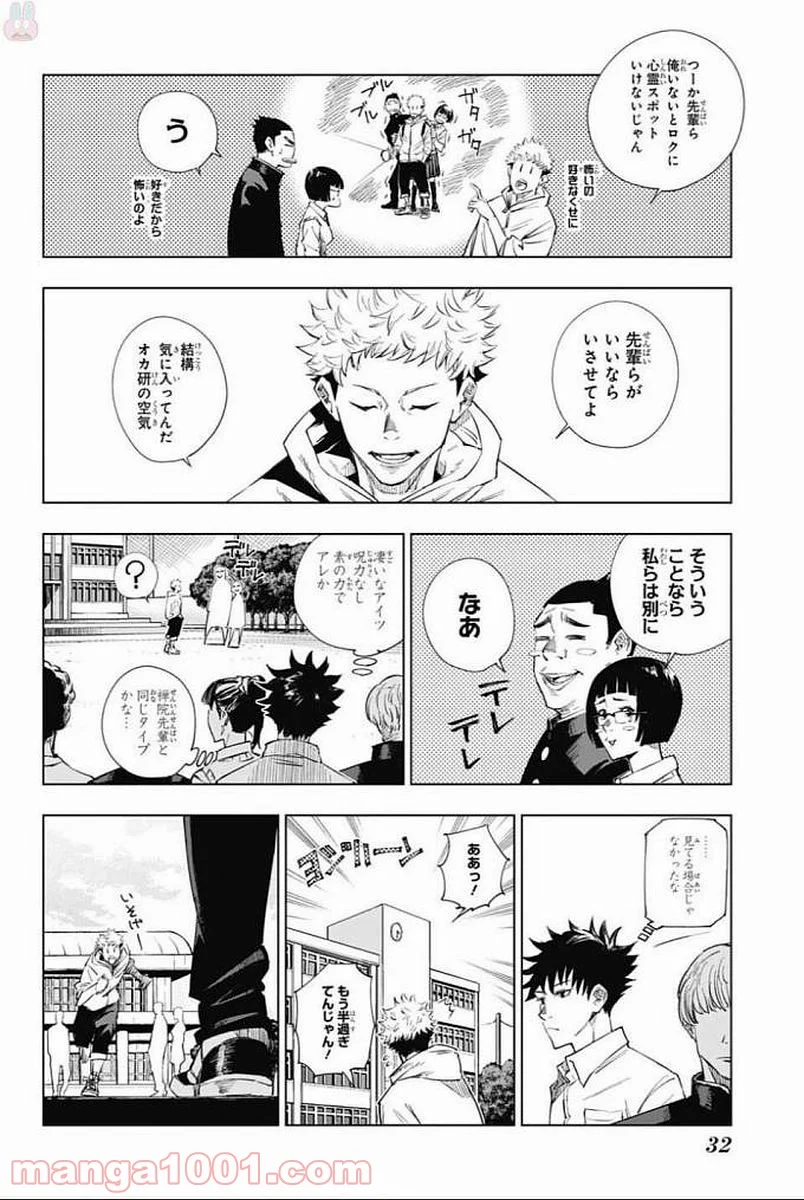 つーか先輩ら
俺いないとロクに
心霊スポット
いけないじゃん
怖いの
好きなくせに
ガタ
ガタ
う
好きだから
怖いのよ
先輩らが
いいなら
いさせてよ
結構
気に入ってんだ
オカ研の空気
そういう
ことなら
私らは別に
なあ
テレ
テレ
凄いなアイツ
呪力なし
素の力で
アレか
デレ
デレ
？
禅院先輩と
同じタイプ
かな…
……
見てる場合じゃ
なかったな
ああっ！
もう半過ぎ
てんじゃん！
いそげー
32
manga1001.com